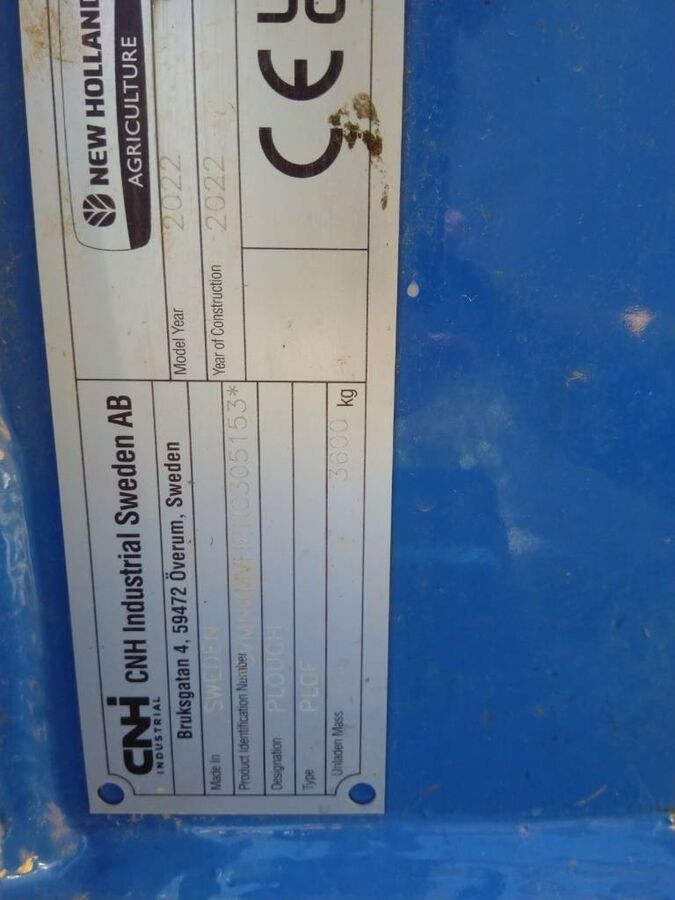 CNH INDUSTRIAL
CNH Industrial Sweden AB
Bruksgatan 4, 59472 Överum, Sweden
Made in SWEDEN
Product Identification Number
Designation PLOUGH
Type PLGF
Unladen Mass 3600 kg
NEW HOLLAND
AGRICULTURE
Model Year 2022
Year of Construction 2022
CE